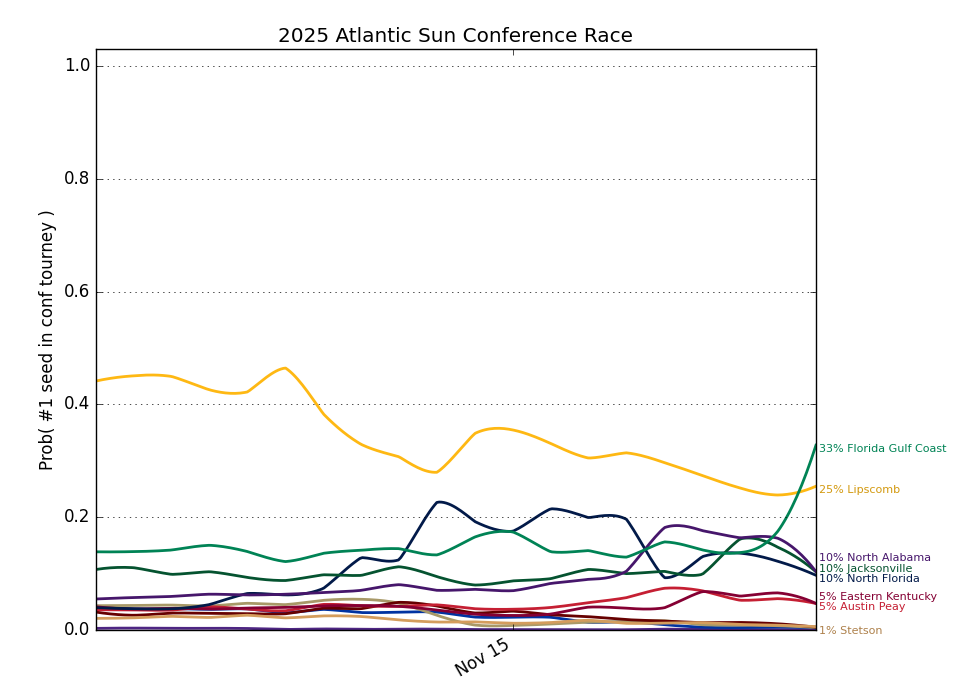 2025 Atlantic Sun Conference Race
Prob( #1 seed in conf tourney )
1.0
0.8
0.6
0.4
0.2
0.0
Nov 15
33% Florida Gulf Coast
25% Lipscomb
10% North Alabama
10% Jacksonville
10% North Florida
5% Eastern Kentucky
5% Austin Peay
1% Stetson